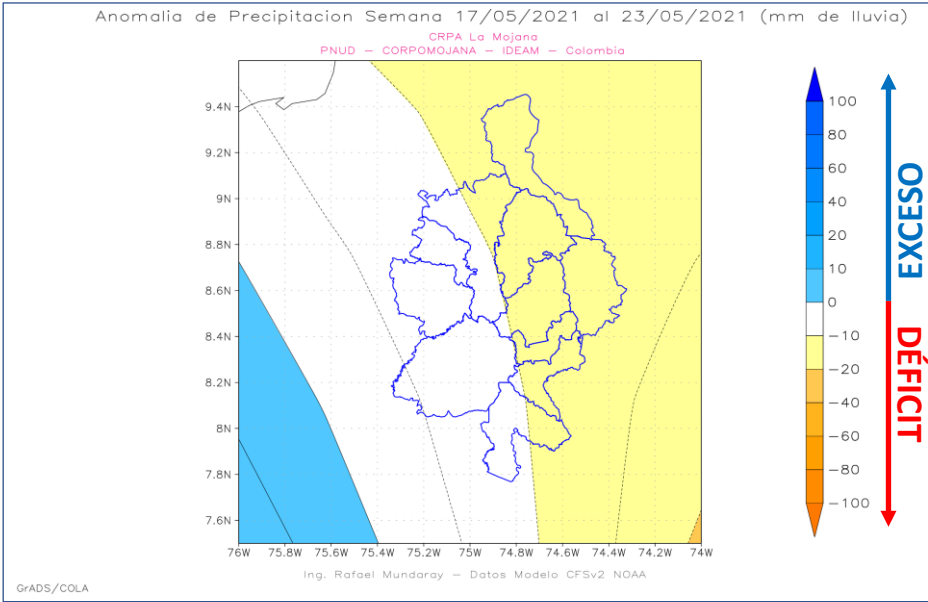 Anomalia de Precipitacion Semana 17/05/2021 al 23/05/2021 (mm de lluvia)
CRPA La Mojana
PNUD – CORPOMOJANA – IDEAM – Colombia
9.4N
9.2N
9N
8.8N
8.6N
8.4N
8.2N
8N
7.8N
7.6N
76W 75.8W 75.6W 75.4W 75.2W 75W 74.8W 74.6W 74.4W 74.2W 74W
100
80
60
40
20
10
0
−10
−20
−40
−60
−80
−100
EXCESO
DÉFICIT
Ing. Rafael Mundaray – Datos Modelo CFSv2 NOAA
GrADS/COLA